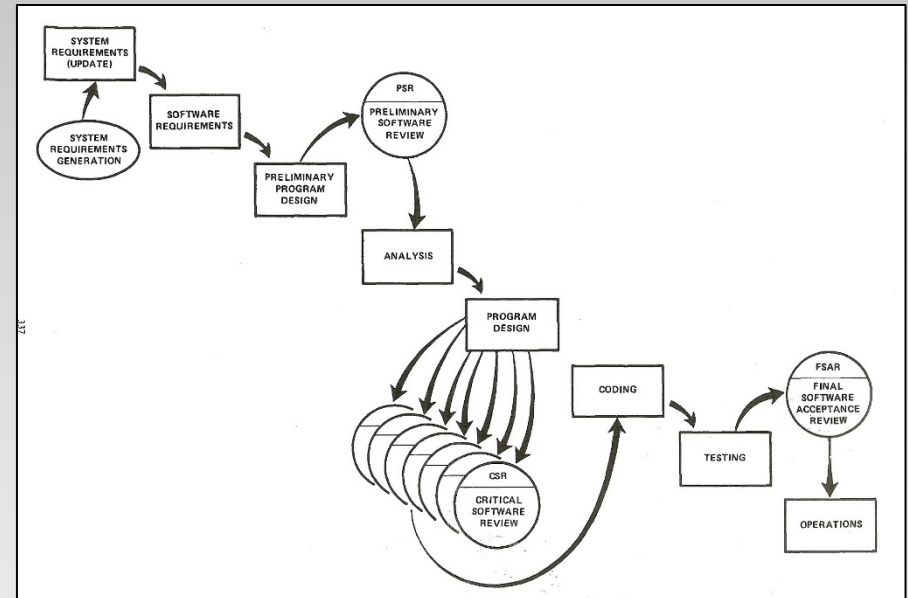 SYSTEM
REQUIREMENTS
(UPDATE)
SYSTEM
REQUIREMENTS
GENERATION
SOFTWARE
REQUIREMENTS
PRELIMINARY
PROGRAM
DESIGN
PSR
PRELIMINARY
SOFTWARE
REVIEW
ANALYSIS
PROGRAM
DESIGN
337
CSR
CRITICAL
SOFTWARE
REVIEW
CODING
TESTING
FSAR
FINAL
SOFTWARE
ACCEPTANCE
REVIEW
OPERATIONS